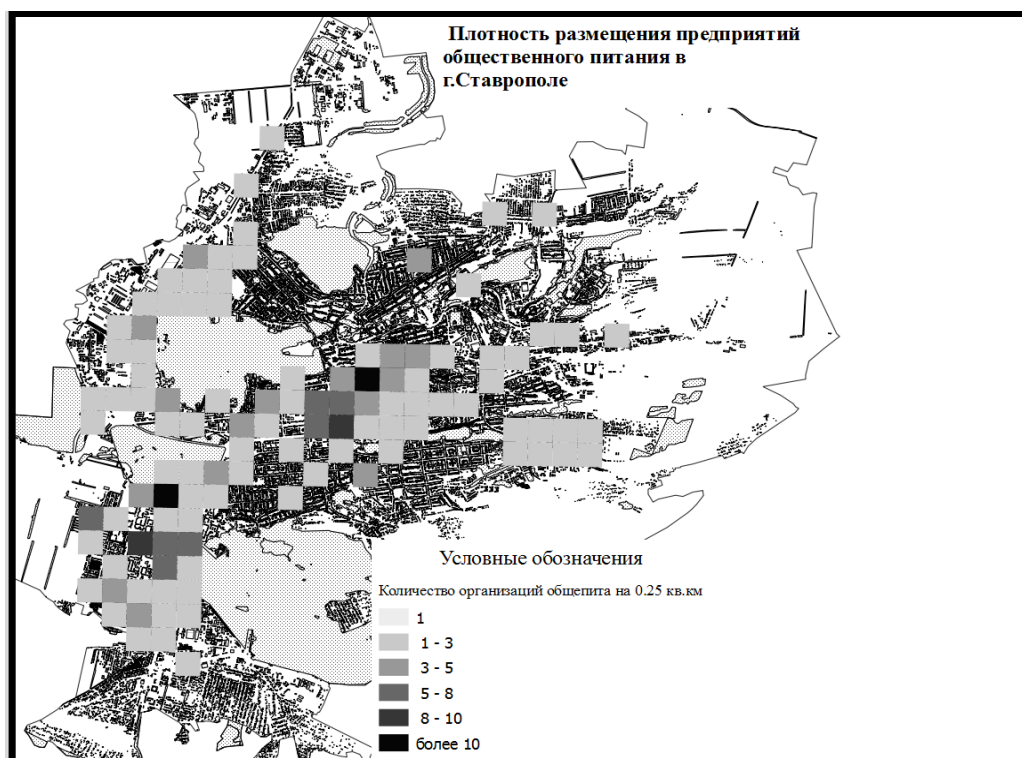 Плотность размещения предприятий
общественного питания в
г.Ставрополе
Условные обозначения
Количество организаций общепита на 0.25 кв.км
1
1 - 3
3 - 5
5 - 8
8 - 10
более 10